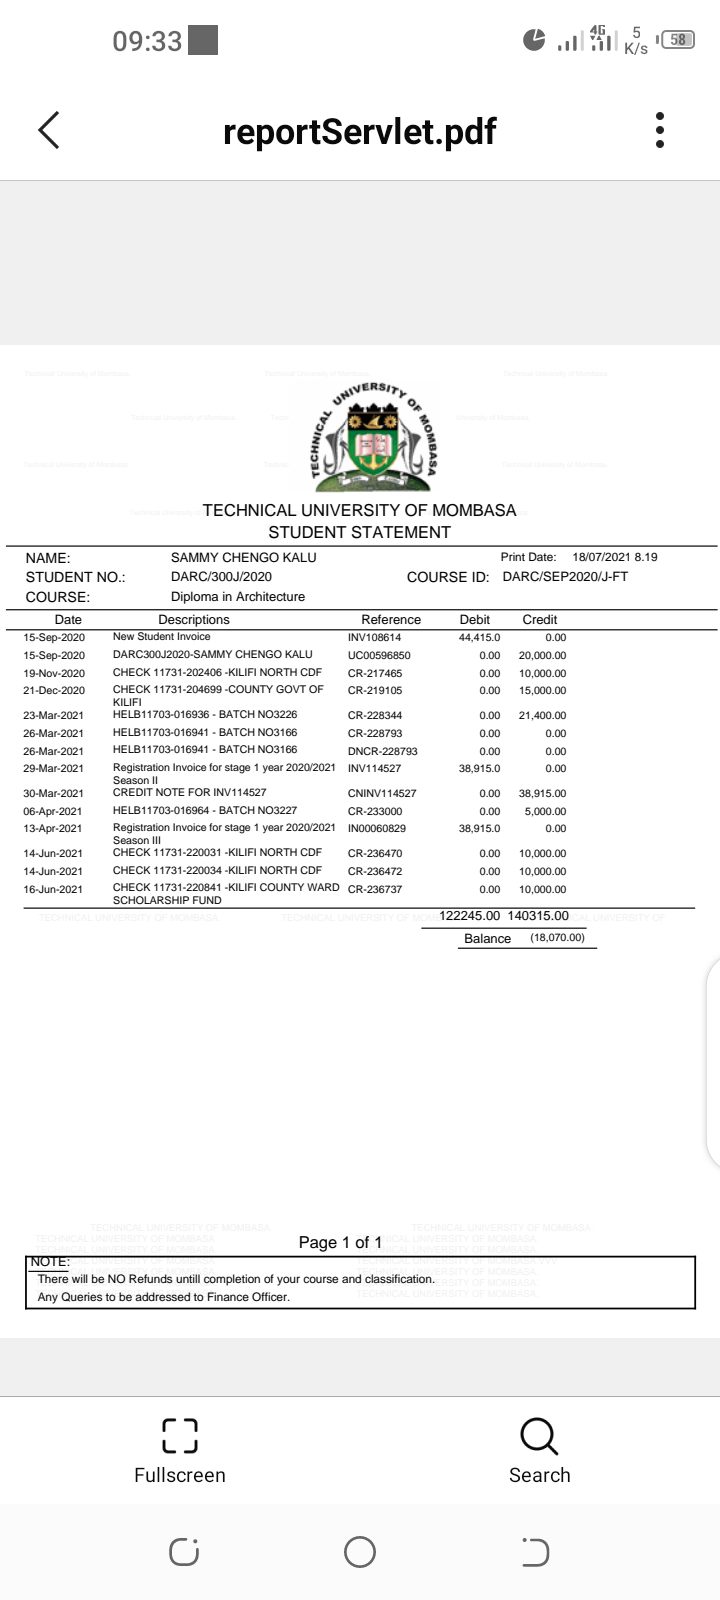 09:33
4G
5
K/s
58
reportServlet.pdf
Technical University of Mombasa Technical University of Mombasa Technical University of Mombasa
TECHNICAL UNIVERSITY OF MOMBASA
TECHNICAL UNIVERSITY OF MOMBASA
STUDENT STATEMENT
NAME: SAMMY CHENGO KALU Print Date: 18/07/2021 8.19
STUDENT NO.: DARC/300J/2020 COURSE ID: DARC/SEP2020/J-FT
COURSE: Diploma in Architecture
Date Descriptions Reference Debit Credit
15-Sep-2020 New Student Invoice INV108614 44,415.0 0.00
15-Sep-2020 DARC300J2020-SAMMY CHENGO KALU UC00596850 0.00 20,000.00
19-Nov-2020 CHECK 11731-202406 -KILIFI NORTH CDF CR-217465 0.00 10,000.00
21-Dec-2020 CHECK 11731-204699 -COUNTY GOVT OF CR-219105 0.00 15,000.00
KILIFI
23-Mar-2021 HELB11703-016936 - BATCH NO3226 CR-228344 0.00 21,400.00
26-Mar-2021 HELB11703-016941 - BATCH NO3166 CR-228793 0.00 0.00
26-Mar-2021 HELB11703-016941 - BATCH NO3166 DNCR-228793 0.00 0.00
29-Mar-2021 Registration Invoice for stage 1 year 2020/2021 INV114527 38,915.0 0.00
Season II
30-Mar-2021 CREDIT NOTE FOR INV114527 CNINV114527 0.00 38,915.00
06-Apr-2021 HELB11703-016964 - BATCH NO3227 CR-233000 0.00 5,000.00
13-Apr-2021 Registration Invoice for stage 1 year 2020/2021 IN00060829 38,915.0 0.00
Season III
14-Jun-2021 CHECK 11731-220031 -KILIFI NORTH CDF CR-236470 0.00 10,000.00
14-Jun-2021 CHECK 11731-220034 -KILIFI NORTH CDF CR-236472 0.00 10,000.00
16-Jun-2021 CHECK 11731-220841 -KILIFI COUNTY WARD CR-236737 0.00 10,000.00
SCHOLARSHIP FUND
122245.00 140315.00
Balance (18,070.00)
Page 1 of 1
NOTE:
There will be NO Refunds untill completion of your course and classification.
Any Queries to be addressed to Finance Officer.
Fullscreen Search